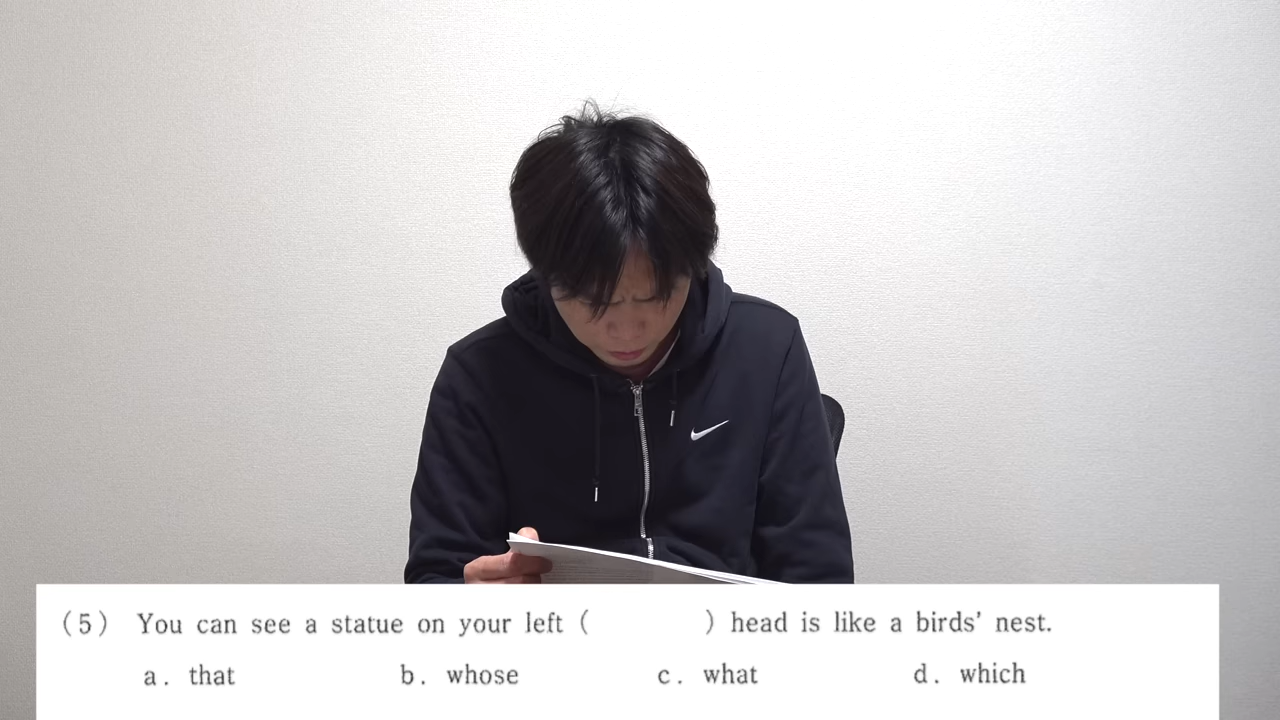 (5) You can see a statue on your left (          ) head is like a birds' nest.
a. that b. whose c. what d. which